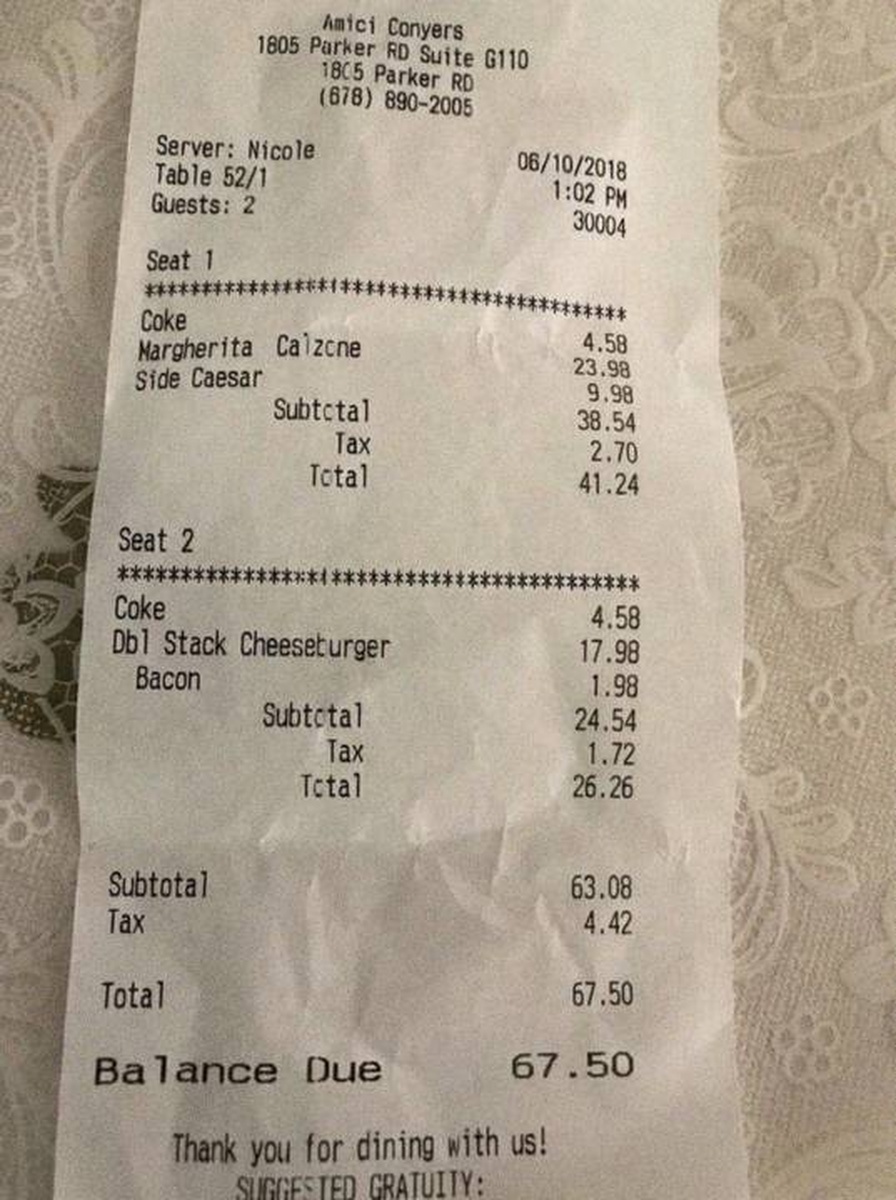 Amici Conyers
1805 Parker RD Suite G110
1805 Parker RD
(678) 890-2005
Server: Nicole 06/10/2018
Table 52/1 1:02 PM
Guests: 2 30004
Seat 1
*******************************************
Coke 4.58
Margherita Calzone 23.98
Side Caesar 9.98
Subtotal 38.54
Tax 2.70
Total 41.24
Seat 2
*******************************************
Coke 4.58
Dbl Stack Cheeseburger 17.98
Bacon 1.98
Subtotal 24.54
Tax 1.72
Total 26.26
Subtotal 63.08
Tax 4.42
Total 67.50
Balance Due 67.50
Thank you for dining with us!
SUGGESTED GRATUITY: